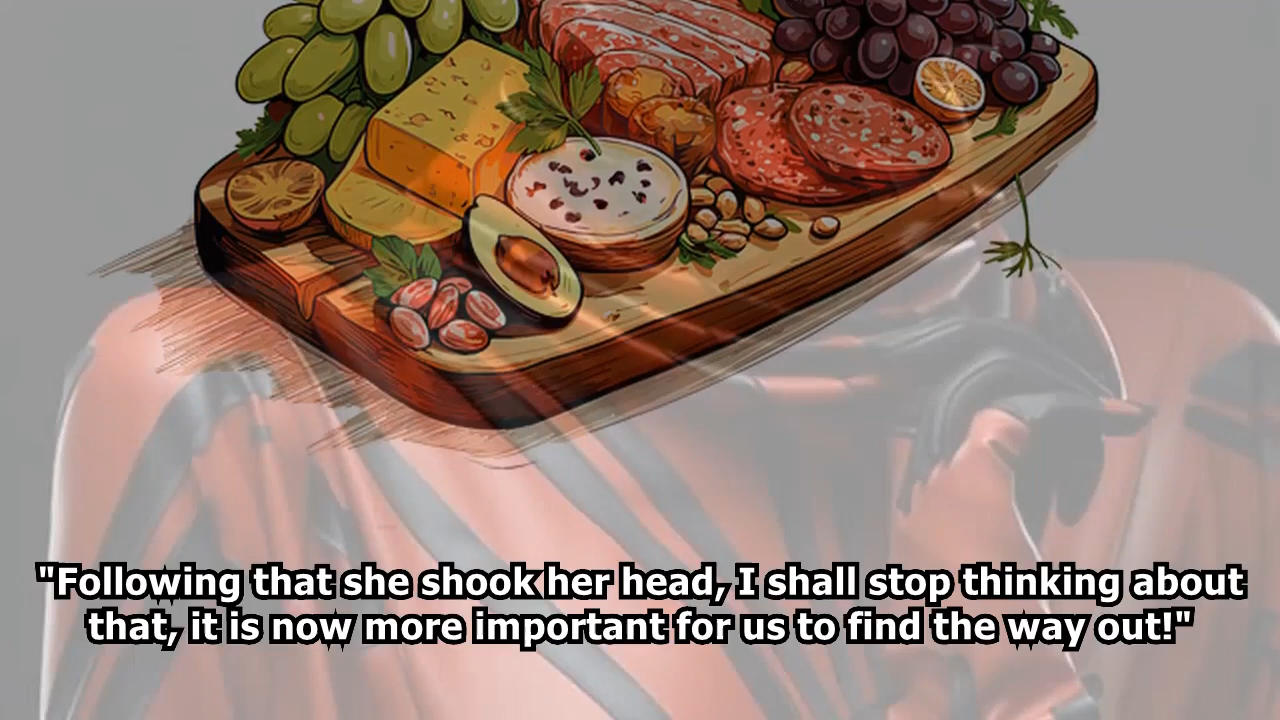 "Following that she shook her head, I shall stop thinking about
that, it is now more important for us to find the way out!"